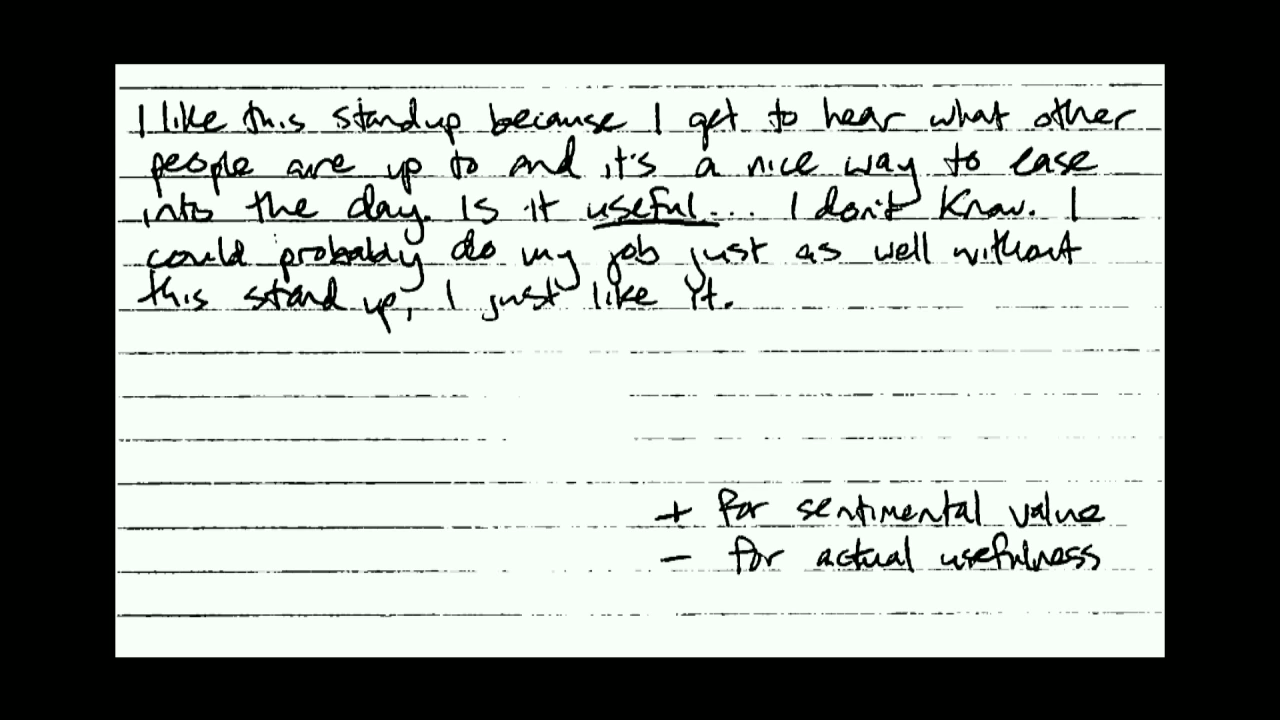 I like this standup because I get to hear what other
people are up to and it's a nice way to ease
into the day. Is it useful... I don't know. I
could probably do my job just as well without
this stand up, I just like it.
+ for sentimental value
- for actual usefulness